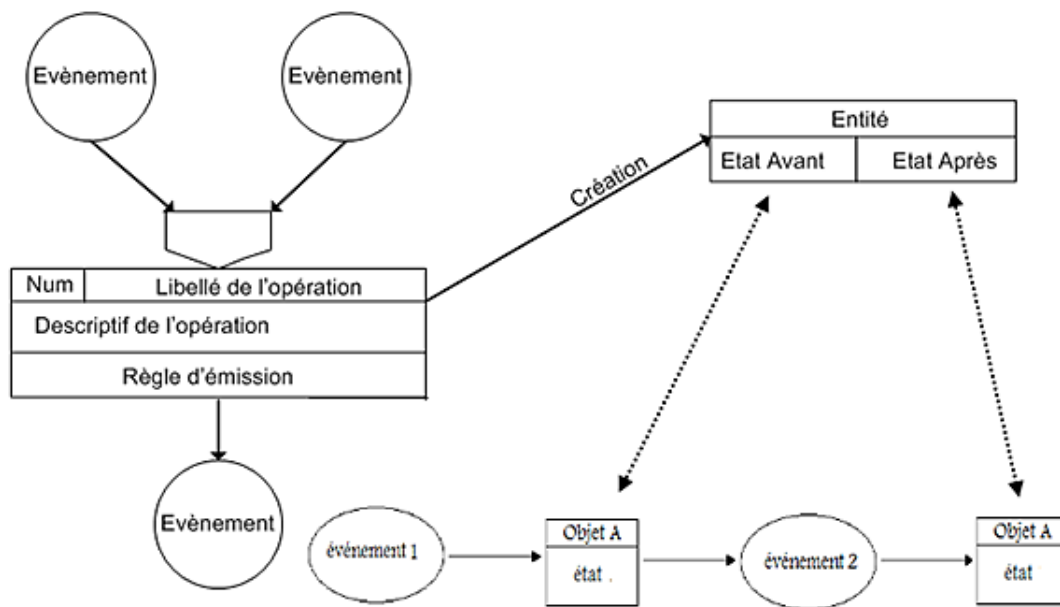 Evènement
Evènement
Entité
Etat Avant
Etat Après
Création
Num
Libellé de l'opération
Descriptif de l'opération
Règle d'émission
Evènement
événement 1
Objet A
état .
événement 2
Objet A
état